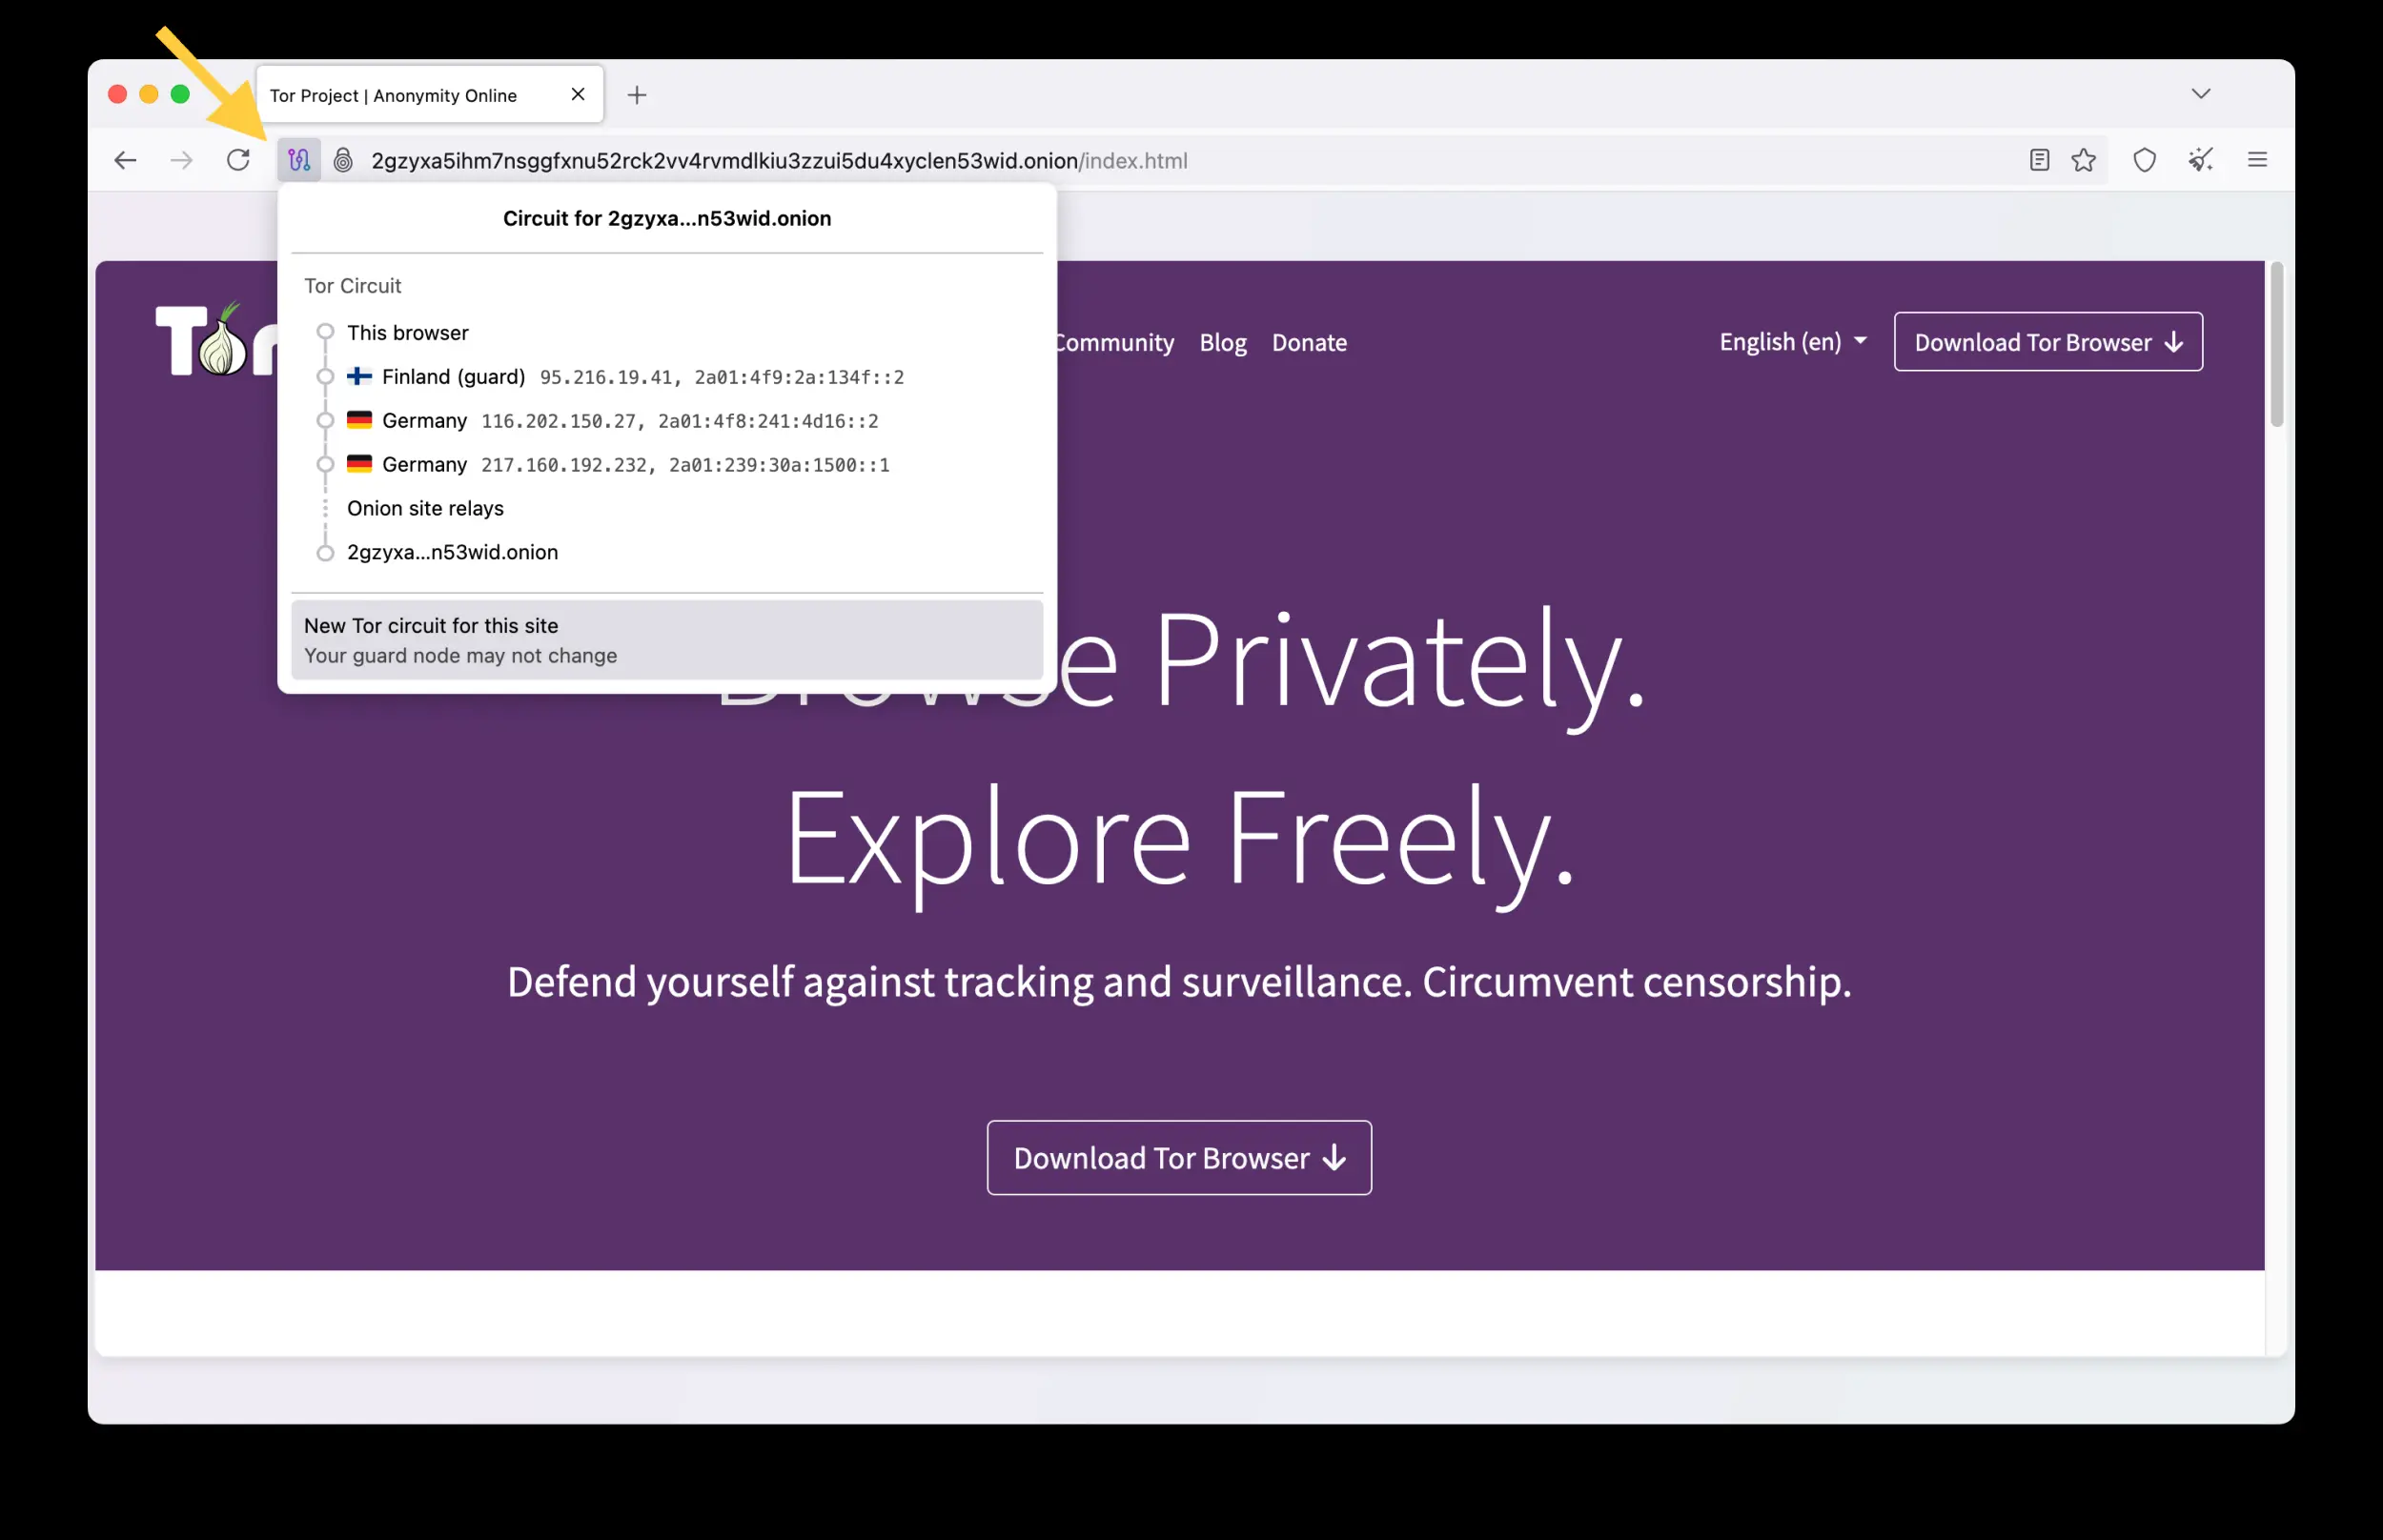 Tor Project | Anonymity Online
2gzyxa5ihm7nsggfxnu52rck2vv4rvmdlkiu3zzui5du4xyclen53wid.onion/index.html
Circuit for 2gzyxa...n53wid.onion
Tor Circuit
This browser
Finland (guard) 95.216.19.41, 2a01:4f9:2a:134f::2
Germany 116.202.150.27, 2a01:4f8:241:4d16::2
Germany 217.160.192.232, 2a01:239:30a:1500::1
Onion site relays
2gzyxa...n53wid.onion
New Tor circuit for this site
Your guard node may not change
Tor
Community Blog Donate
English (en)
Download Tor Browser ↓
Browse Privately.
Explore Freely.
Defend yourself against tracking and surveillance. Circumvent censorship.
Download Tor Browser ↓